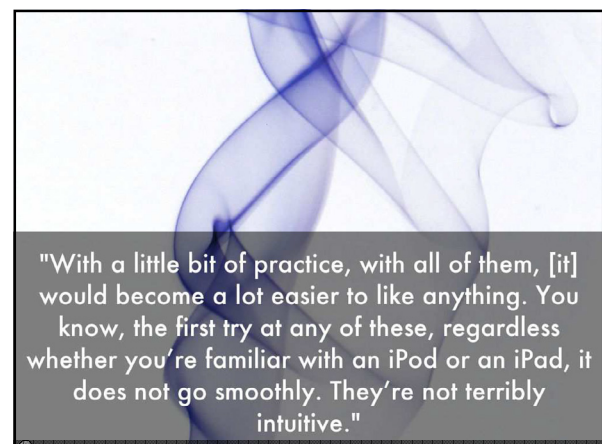 "With a little bit of practice, with all of them, [it]
would become a lot easier to like anything. You
know, the first try at any of these, regardless
whether you're familiar with an iPod or an iPad, it
does not go smoothly. They're not terribly
intuitive."